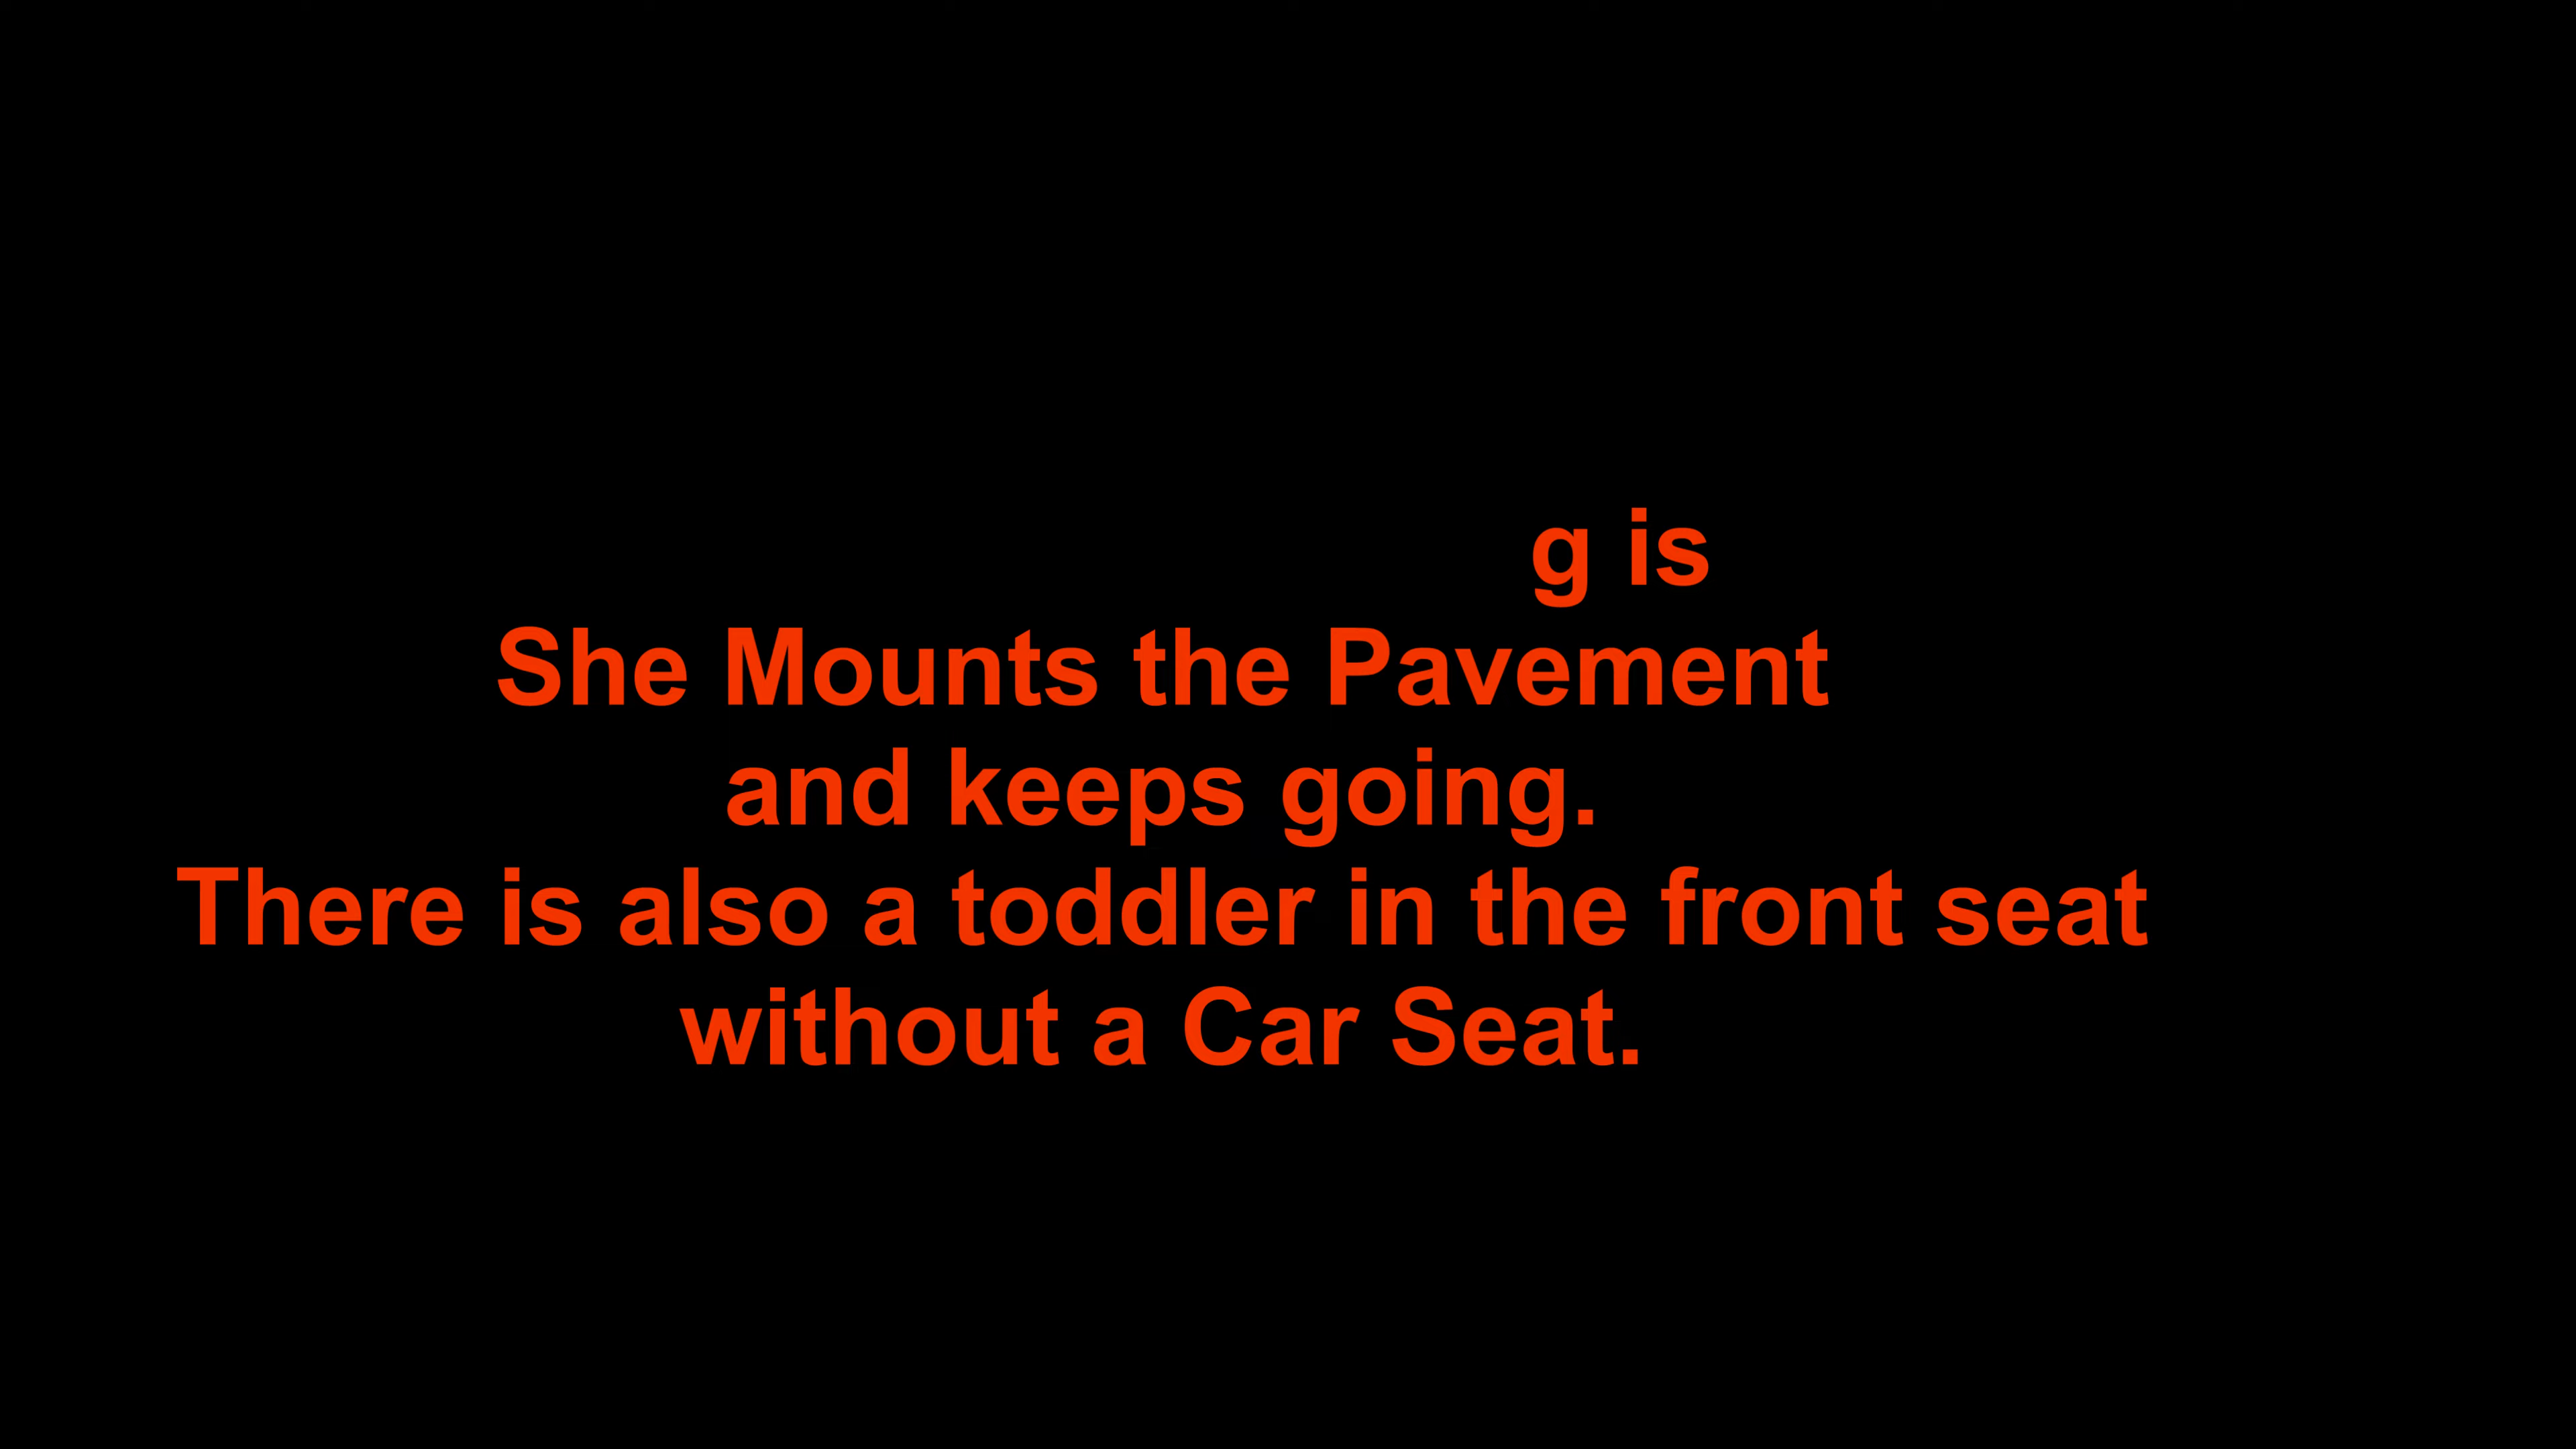 g is
She Mounts the Pavement
and keeps going.
There is also a toddler in the front seat
without a Car Seat.